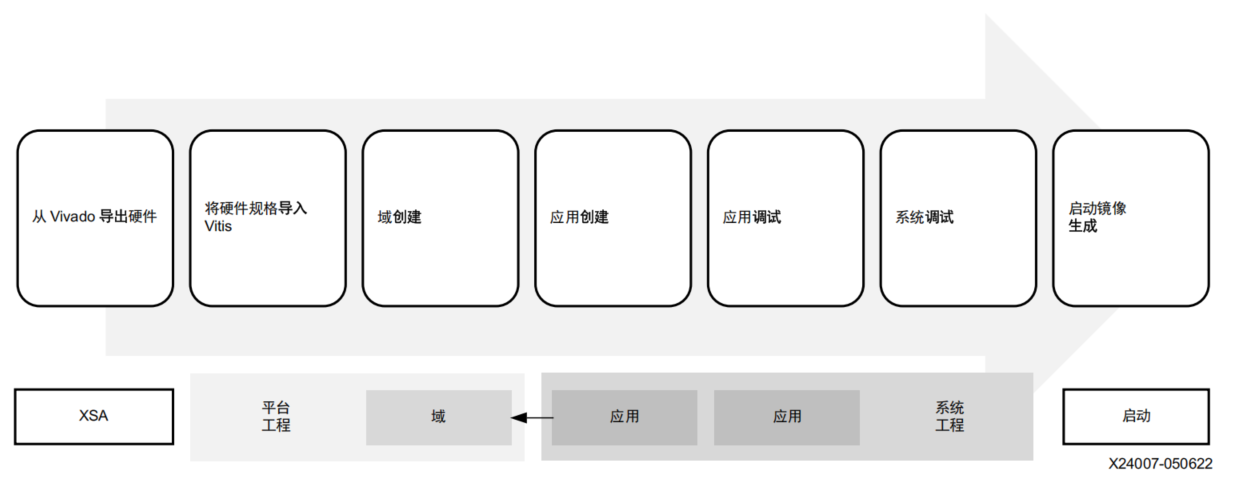 从 Vivado 导出硬件
将硬件规格导入
Vitis
域创建
应用创建
应用调试
系统调试
启动镜像
生成
XSA
平台
工程
域
应用
应用
系统
工程
启动
X24007-050622